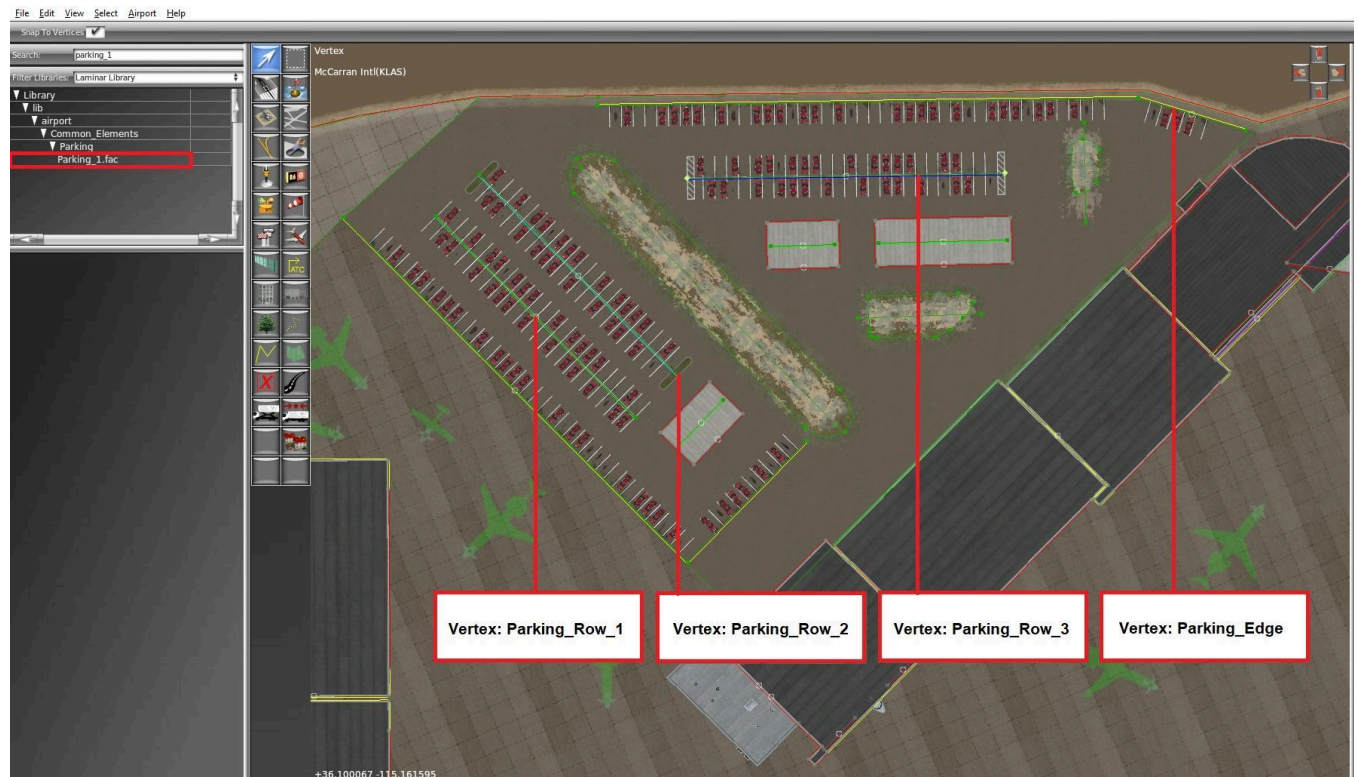 File Edit View Select Airport Help
Snap To Vertices
Search: parking_1
Filter Libraries: Laminar Library
Library
lib
airport
Common_Elements
Parking
Parking_1.fac
Vertex
McCarran Intl(KLAS)
ATC
Vertex: Parking_Row_1
Vertex: Parking_Row_2
Vertex: Parking_Row_3
Vertex: Parking_Edge
+36.100067 -115.161595